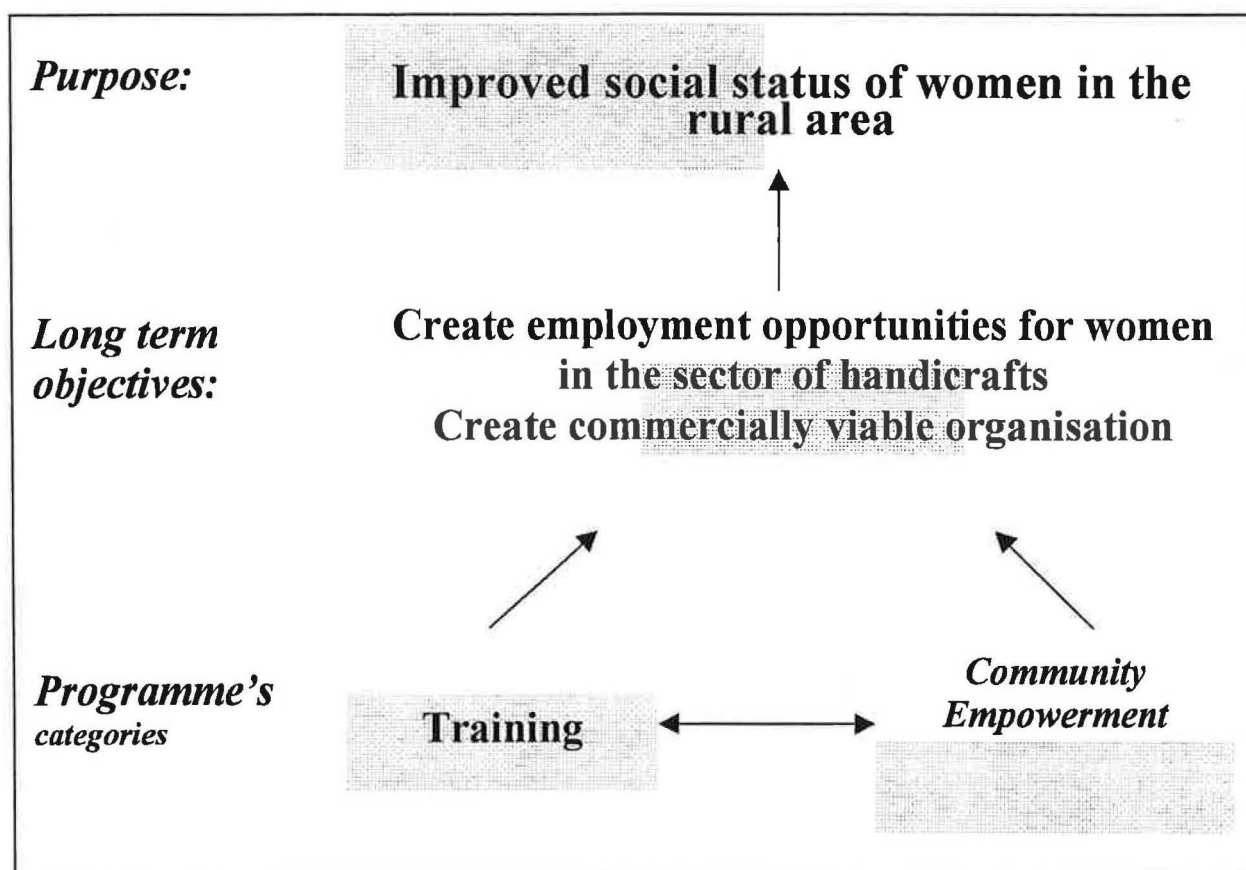 Purpose:
Improved social status of women in the
rural area
Long term
objectives:
Create employment opportunities for women
in the sector of handicrafts
Create commercially viable organisation
Programme's
categories
Training
Community
Empowerment